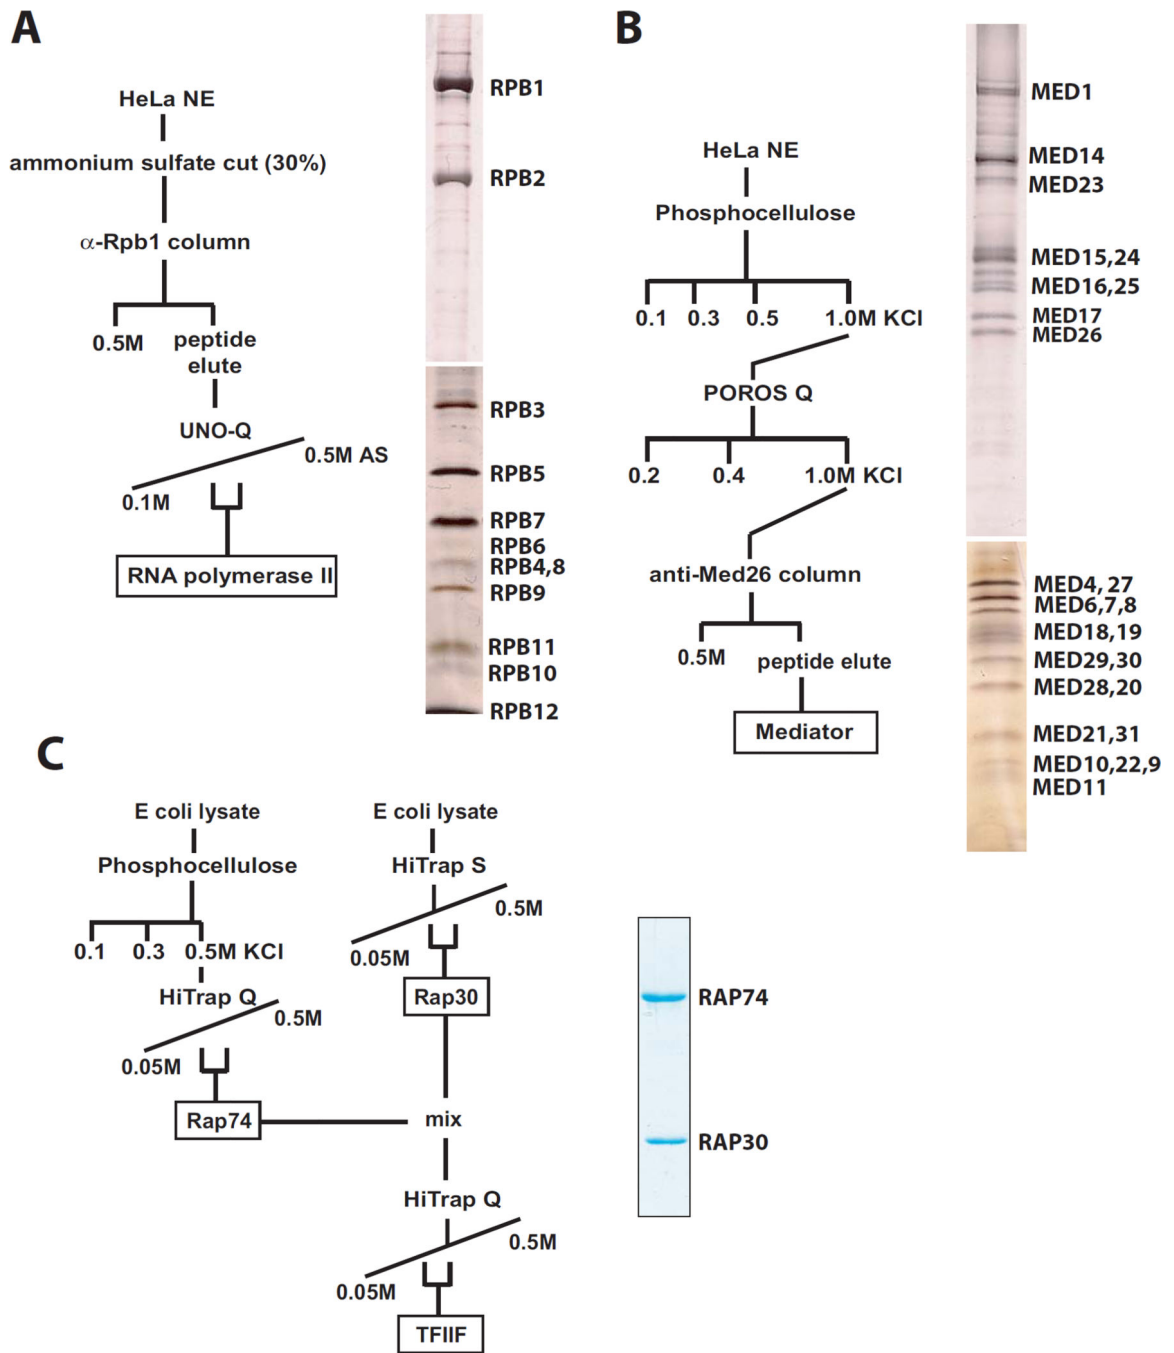 A
HeLa NE
ammonium sulfate cut (30%)
α-Rpb1 column
0.5M
peptide
elute
UNO-Q
0.5M AS
0.1M
RNA polymerase II
RPB1
RPB2
RPB3
RPB5
RPB7
RPB6
RPB4,8
RPB9
RPB11
RPB10
RPB12
B
HeLa NE
Phosphocellulose
0.1 0.3 0.5 1.0M KCl
POROS Q
0.2 0.4 1.0M KCl
anti-Med26 column
0.5M
peptide elute
Mediator
MED1
MED14
MED23
MED15,24
MED16,25
MED17
MED26
MED4,27
MED6,7,8
MED18,19
MED29,30
MED28,20
MED21,31
MED10,22,9
MED11
C
E coli lysate
Phosphocellulose
0.1 0.3 0.5M KCl
HiTrap Q
0.5M
0.05M
Rap74
E coli lysate
HiTrap S
0.5M
0.05M
Rap30
mix
HiTrap Q
0.5M
0.05M
TFIIF
RAP74
RAP30